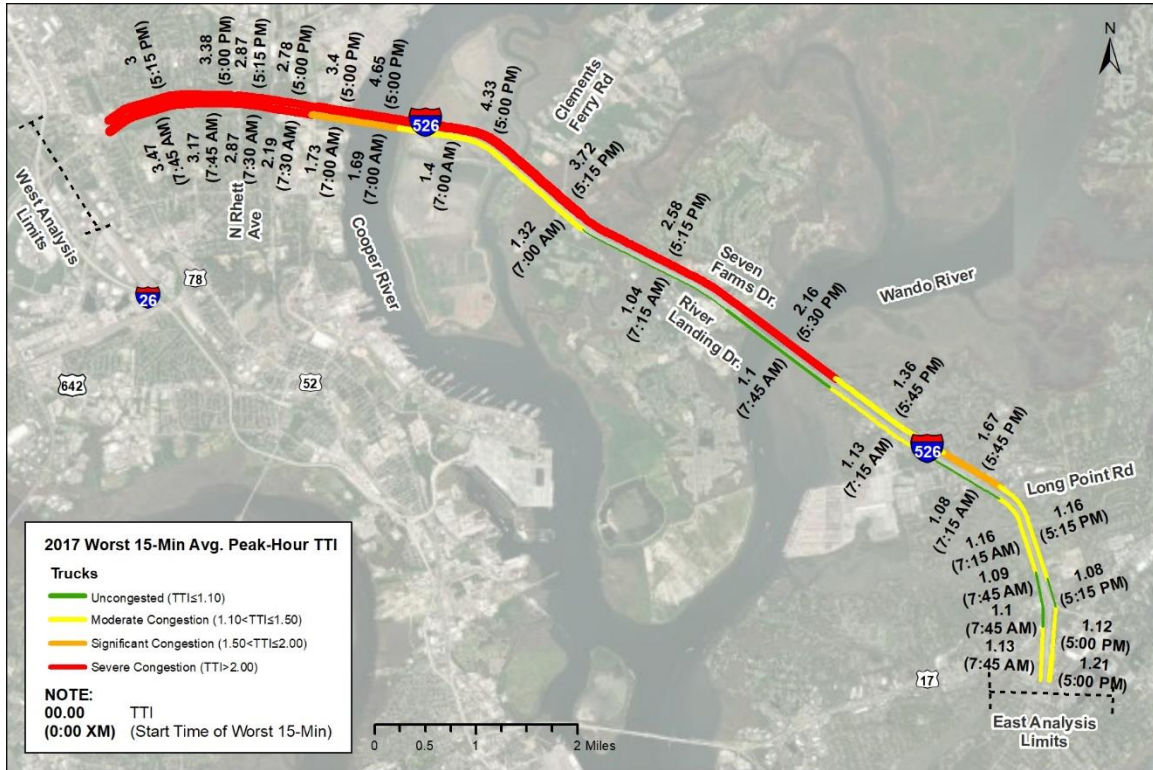 3
(5:15 PM)
3.38
(5:00 PM)
2.87
(5:15 PM)
2.78
(5:00 PM)
3.4
(5:00 PM)
4.65
(5:00 PM)
4.33
(5:00 PM)
Clements
Ferry Rd
3.72
(5:15 PM)
2.58
(5:15 PM)
Seven
Farms Dr.
2.16
(5:30 PM)
Wando River
1.36
(5:45 PM)
1.67
(5:45 PM)
Long Point Rd
1.16
(5:15 PM)
1.08
(5:15 PM)
1.12
(5:00 PM)
1.21
(5:00 PM)
N
526
526
3.47
(7:45 AM)
3.17
(7:45 AM)
2.87
(7:30 AM)
2.19
(7:30 AM)
1.73
(7:00 AM)
1.69
(7:00 AM)
1.4
(7:00 AM)
1.32
(7:00 AM)
1.04
(7:15 AM)
1.1
(7:45 AM)
1.13
(7:15 AM)
1.08
(7:15 AM)
1.16
(7:15 AM)
1.09
(7:45 AM)
1.1
(7:45 AM)
1.13
(7:45 AM)
West Analysis
Limits
N Rhett
Ave
Cooper River
River
Landing Dr.
26
78
642
52
17
East Analysis
Limits
2017 Worst 15-Min Avg. Peak-Hour TTI
Trucks
Uncongested (TTI≤1.10)
Moderate Congestion (1.10<TTI≤1.50)
Significant Congestion (1.50<TTI≤2.00)
Severe Congestion (TTI>2.00)
NOTE:
00.00 TTI
(0:00 XM) (Start Time of Worst 15-Min)
0 0.5 1 2 Miles